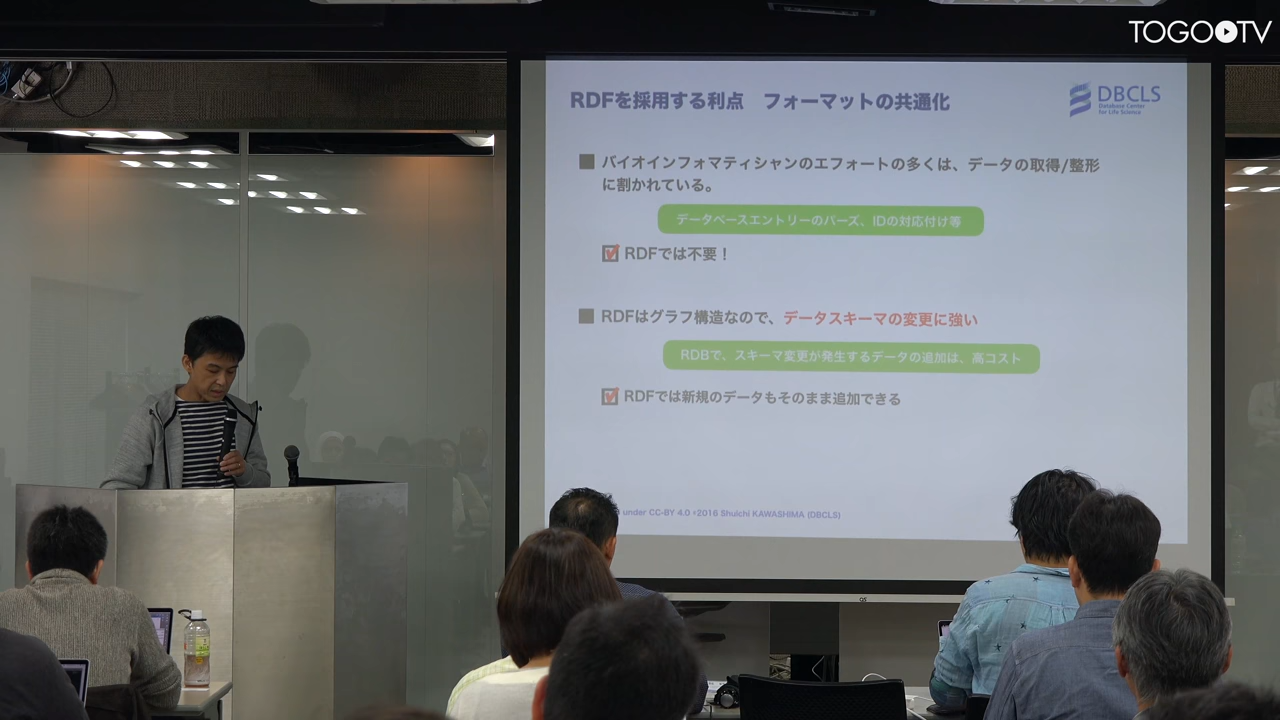 TOGO TV
RDFを採用する利点 フォーマットの共通化
DBCLS
Database Center
for Life Science
バイオインフォマティシャンのエフォートの多くは、データの取得/整形
に割かれている。
データベースエントリーのパーズ、IDの対応付け等
RDFでは不要！
RDFはグラフ構造なので、データスキーマの変更に強い
RDBで、スキーマ変更が発生するデータの追加は、高コスト
RDFでは新規のデータもそのまま追加できる
under CC-BY 4.0 ©2016 Shuichi KAWASHIMA (DBCLS)